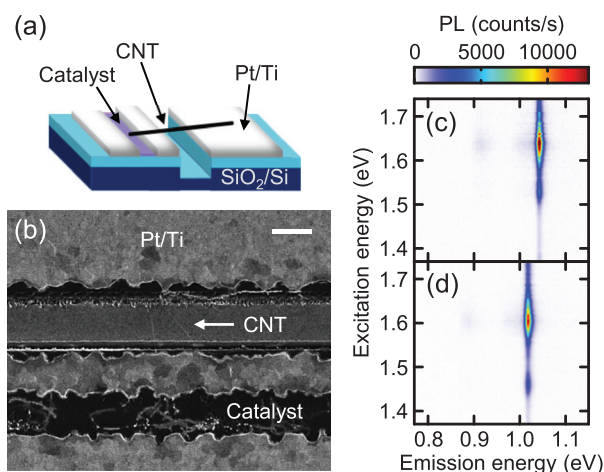 (a)
CNT
Catalyst
Pt/Ti
SiO₂/Si
(b)
Pt/Ti
CNT
Catalyst
PL (counts/s)
0 5000 10000
1.7
(c)
1.6
1.5
1.4
1.7
(d)
1.6
1.5
1.4
Excitation energy (eV)
0.8 0.9 1.0 1.1
Emission energy (eV)